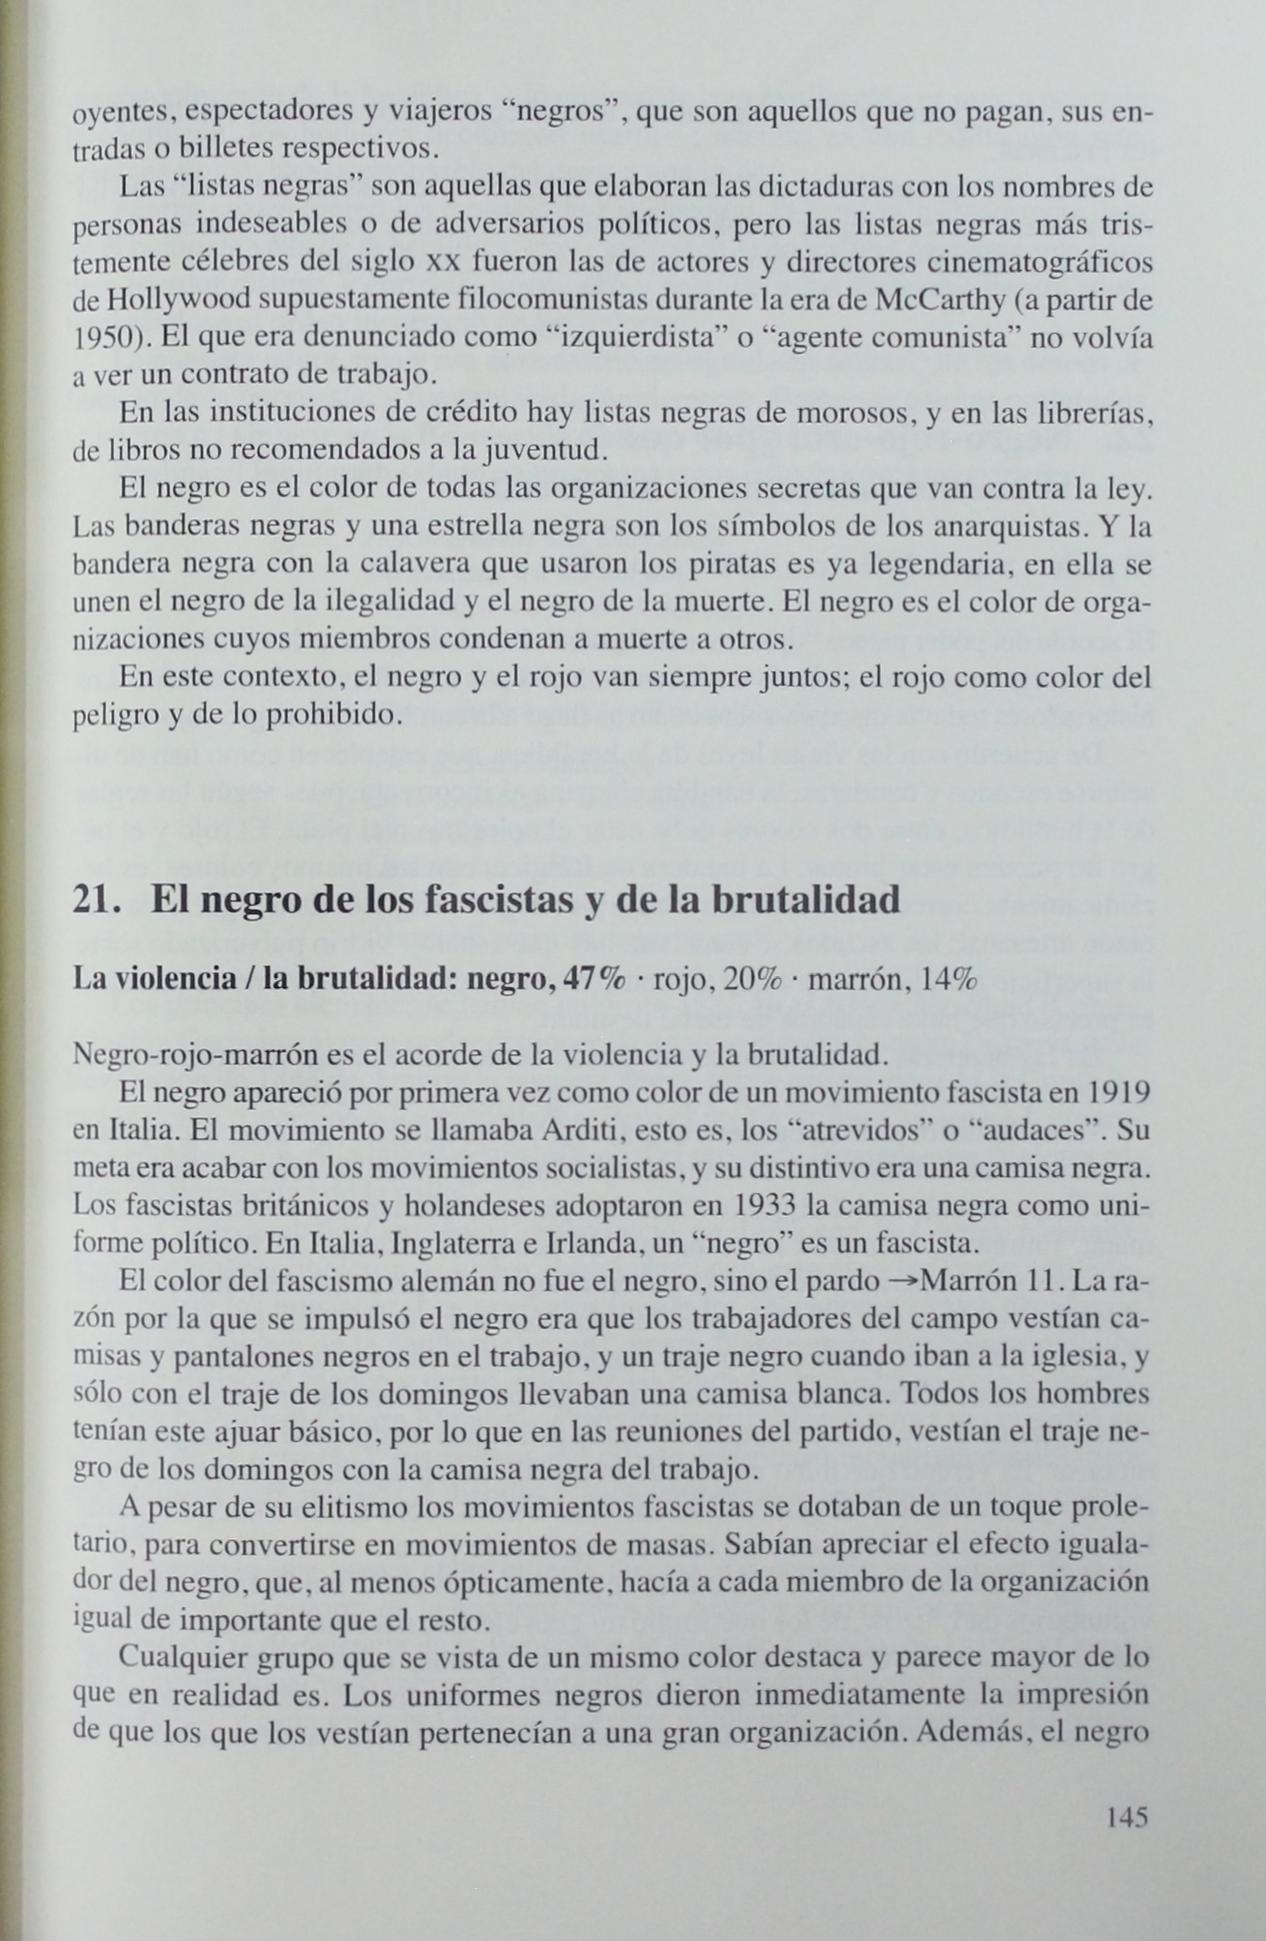 oyentes, espectadores y viajeros “negros”, que son aquellos que no pagan, sus en-
tradas o billetes respectivos.
Las “listas negras” son aquellas que elaboran las dictaduras con los nombres de
personas indeseables o de adversarios políticos, pero las listas negras más tris-
temente célebres del siglo XX fueron las de actores y directores cinematográficos
de Hollywood supuestamente filocomunistas durante la era de McCarthy (a partir de
1950). El que era denunciado como “izquierdista” o “agente comunista” no volvía
a ver un contrato de trabajo.
En las instituciones de crédito hay listas negras de morosos, y en las librerías,
de libros no recomendados a la juventud.
El negro es el color de todas las organizaciones secretas que van contra la ley.
Las banderas negras y una estrella negra son los símbolos de los anarquistas. Y la
bandera negra con la calavera que usaron los piratas es ya legendaria, en ella se
unen el negro de la ilegalidad y el negro de la muerte. El negro es el color de orga-
nizaciones cuyos miembros condenan a muerte a otros.
En este contexto, el negro y el rojo van siempre juntos; el rojo como color del
peligro y de lo prohibido.
21. El negro de los fascistas y de la brutalidad
La violencia / la brutalidad: negro, 47% · rojo, 20% · marrón, 14%
Negro-rojo-marrón es el acorde de la violencia y la brutalidad.
El negro apareció por primera vez como color de un movimiento fascista en 1919
en Italia. El movimiento se llamaba Arditi, esto es, los “atrevidos” o “audaces”. Su
meta era acabar con los movimientos socialistas, y su distintivo era una camisa negra.
Los fascistas británicos y holandeses adoptaron en 1933 la camisa negra como uni-
forme político. En Italia, Inglaterra e Irlanda, un “negro” es un fascista.
El color del fascismo alemán no fue el negro, sino el pardo →Marrón 11. La ra-
zón por la que se impulsó el negro era que los trabajadores del campo vestían ca-
misas y pantalones negros en el trabajo, y un traje negro cuando iban a la iglesia, y
sólo con el traje de los domingos llevaban una camisa blanca. Todos los hombres
tenían este ajuar básico, por lo que en las reuniones del partido, vestían el traje ne-
gro de los domingos con la camisa negra del trabajo.
A pesar de su elitismo los movimientos fascistas se dotaban de un toque prole-
tario, para convertirse en movimientos de masas. Sabían apreciar el efecto iguala-
dor del negro, que, al menos ópticamente, hacía a cada miembro de la organización
igual de importante que el resto.
Cualquier grupo que se vista de un mismo color destaca y parece mayor de lo
que en realidad es. Los uniformes negros dieron inmediatamente la impresión
de que los que los vestían pertenecían a una gran organización. Además, el negro
145